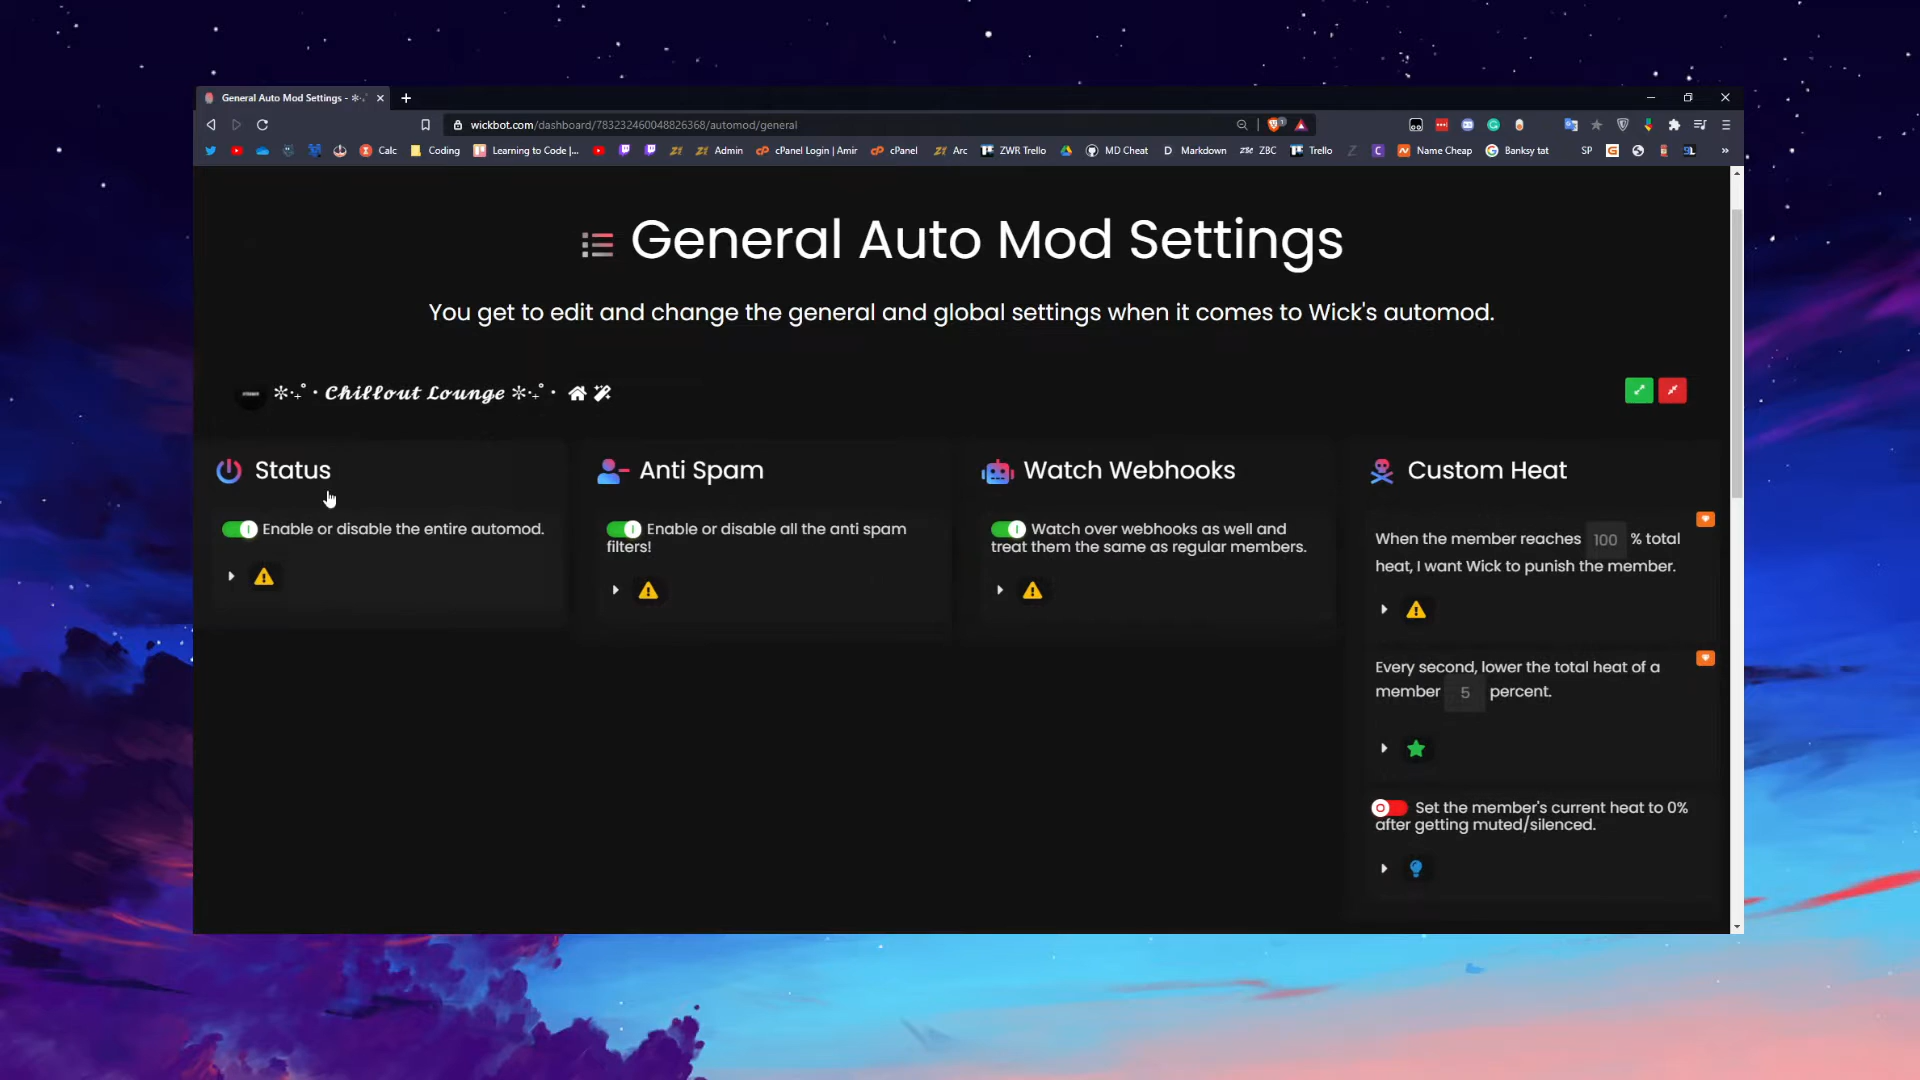 General Auto Mod Settings - ✻·.˚
wickbot.com/dashboard/783232460048826368/automod/general
Calc Coding Learning to Code |... Admin cPanel Login | Amir cPanel Arc ZWR Trello MD Cheat Markdown ZBC Trello Name Cheap Banksy tat SP »
General Auto Mod Settings
You get to edit and change the general and global settings when it comes to Wick's automod.
✻·₊˚‧ 𝓒𝓱𝓲𝓵𝓵𝓸𝓾𝓽 𝓛𝓸𝓾𝓷𝓰𝓮 ✻·₊˚‧
Status
Enable or disable the entire automod.
Anti Spam
Enable or disable all the anti spam
filters!
Watch Webhooks
Watch over webhooks as well and
treat them the same as regular members.
Custom Heat
When the member reaches 100 % total
heat, I want Wick to punish the member.
Every second, lower the total heat of a
member 5 percent.
Set the member's current heat to 0%
after getting muted/silenced.